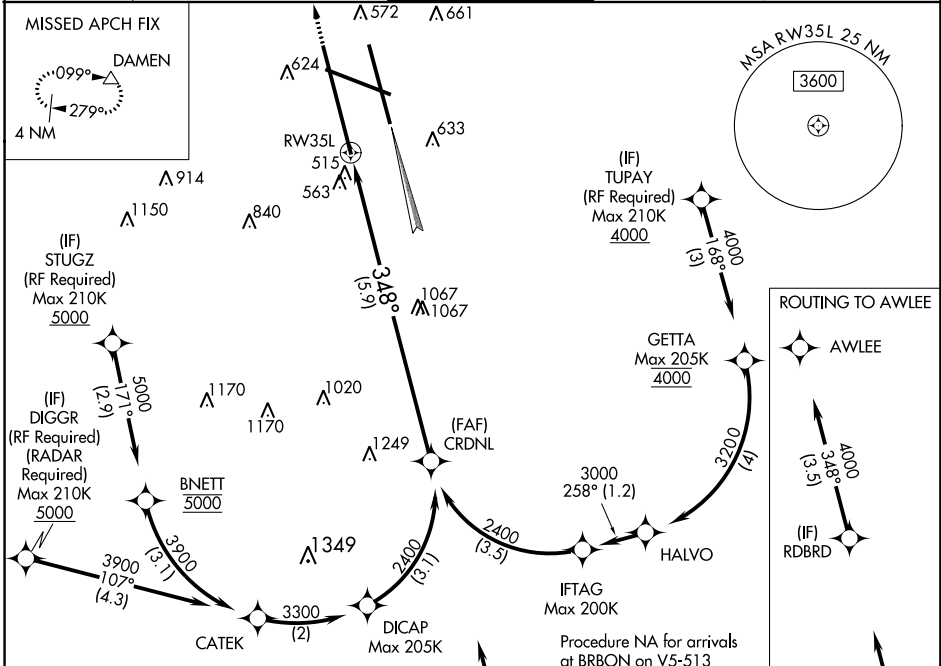 MISSED APCH FIX
DAMEN
099°
279°
4 NM
572
661
624
633
RW35L
515
563
914
1150
840
MSA RW35L 25 NM
3600
(IF)
TUPAY
(RF Required)
Max 210K
4000
4000
168°
(3)
(IF)
STUGZ
(RF Required)
Max 210K
5000
348°
(5.9)
1067
1067
ROUTING TO AWLEE
AWLEE
GETTA
Max 205K
4000
5000
171°
(2.9)
1170
1170
1020
(IF)
DIGGR
(RF Required)
(RADAR
Required)
Max 210K
5000
(FAF)
CRDNL
1249
3200
(4)
4000
348°
(3.5)
BNETT
5000
3000
258° (1.2)
3900
(3.1)
1349
2400
(3.1)
2400
(3.5)
HALVO
(IF)
RDBRD
3900
107°
(4.3)
IFTAG
Max 200K
3300
(2)
CATEK
DICAP
Max 205K
Procedure NA for arrivals
at BRBON on V5-513